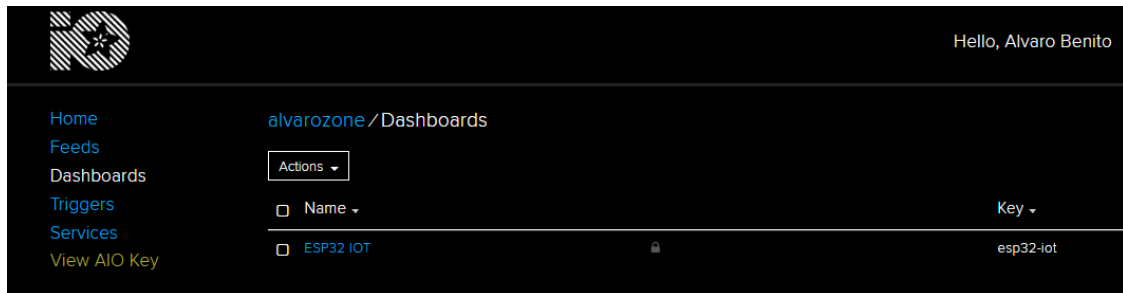 iO
Hello, Alvaro Benito
Home
Feeds
Dashboards
Triggers
Services
View AIO Key
alvarozone / Dashboards
Actions
Name
Key
ESP32 IOT
esp32-iot